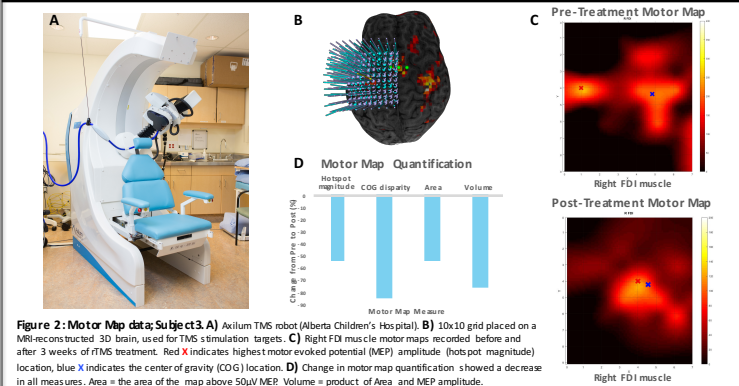 A
B
C
Pre-Treatment Motor Map
Right FDI muscle
D
Motor Map Quantification
Hotspot
magnitude
COG disparity
Area
Volume
Change from Pre to Post (%)
0
-10
-20
-30
-40
-50
-60
-70
-80
-90
Motor Map Measure
Post-Treatment Motor Map
Right FDI muscle
Figure 2: Motor Map data; Subject 3. A) Axilum TMS robot (Alberta Children's Hospital). B) 10x10 grid placed on a
MRI-reconstructed 3D brain, used for TMS stimulation targets. C) Right FDI muscle motor maps recorded before and
after 3 weeks of rTMS treatment. Red X indicates highest motor evoked potential (MEP) amplitude (hotspot magnitude)
location, blue X indicates the center of gravity (COG) location. D) Change in motor map quantification showed a decrease
in all measures. Area = the area of the map above 50µV MEP. Volume = product of Area and MEP amplitude.